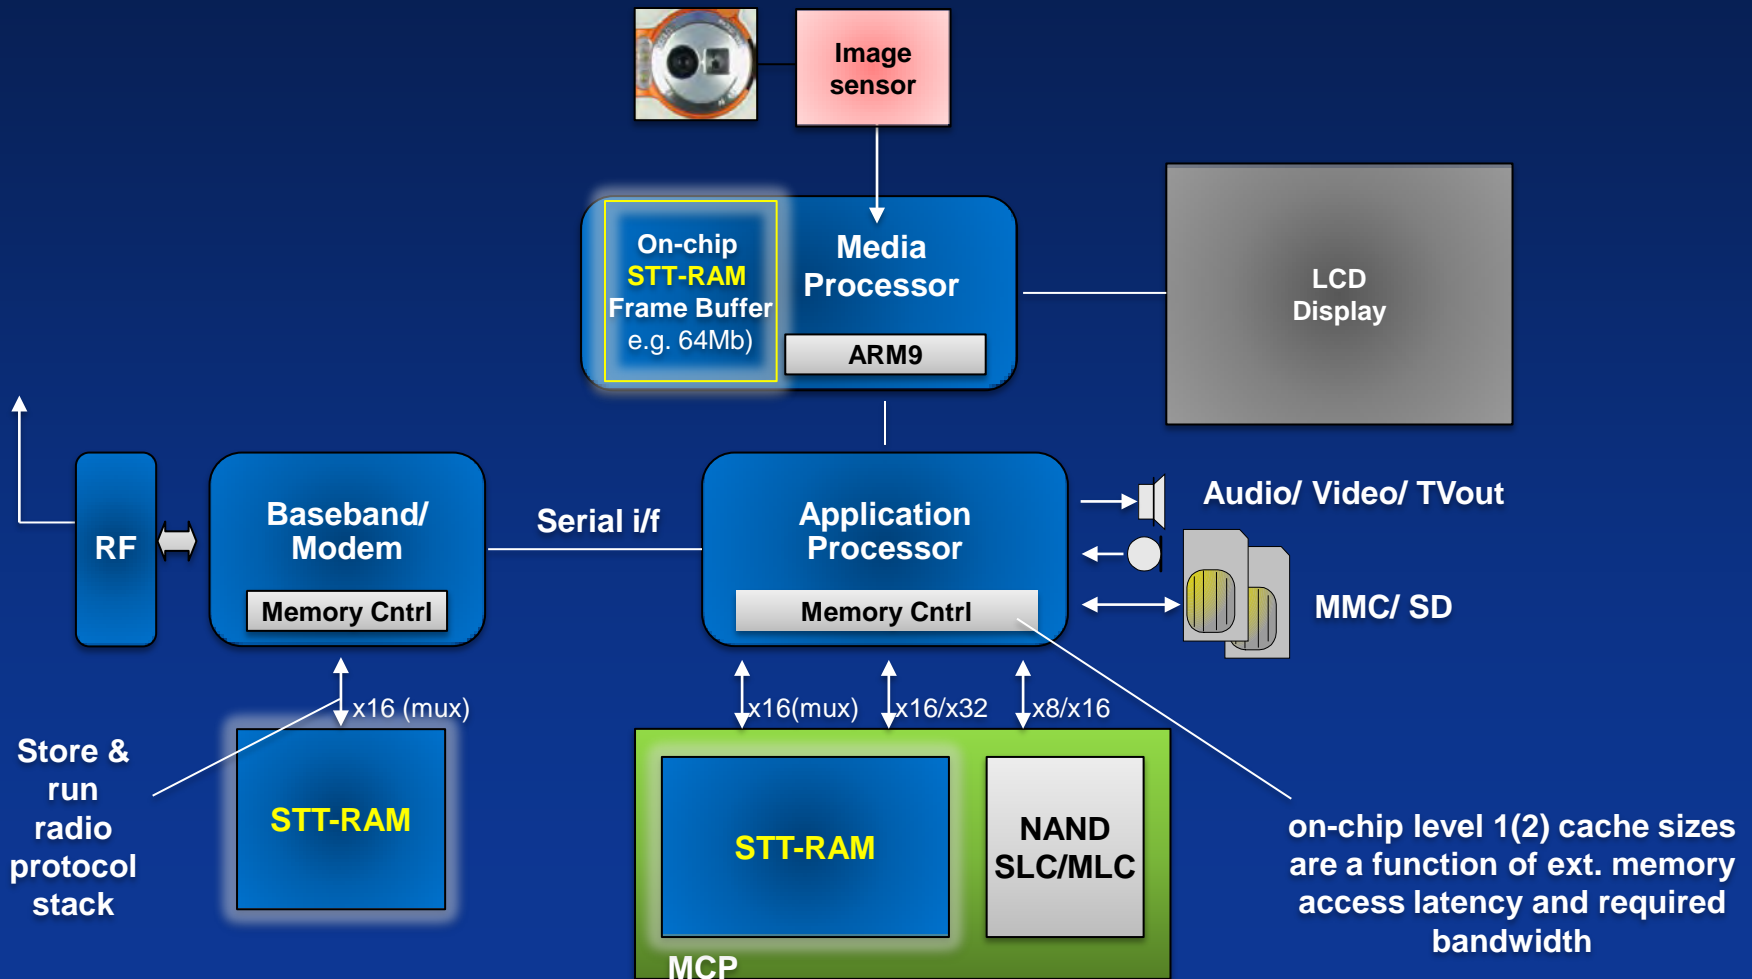 Image
sensor
On-chip
STT-RAM
Frame Buffer
e.g. 64Mb)
Media
Processor
ARM9
LCD
Display
RF
Baseband/
Modem
Memory Cntrl
Serial i/f
Application
Processor
Memory Cntrl
Audio/ Video/ TVout
MMC/ SD
x16 (mux)
x16(mux)
x16/x32
x8/x16
Store &
run
radio
protocol
stack
STT-RAM
STT-RAM
NAND
SLC/MLC
MCP
on-chip level 1(2) cache sizes
are a function of ext. memory
access latency and required
bandwidth